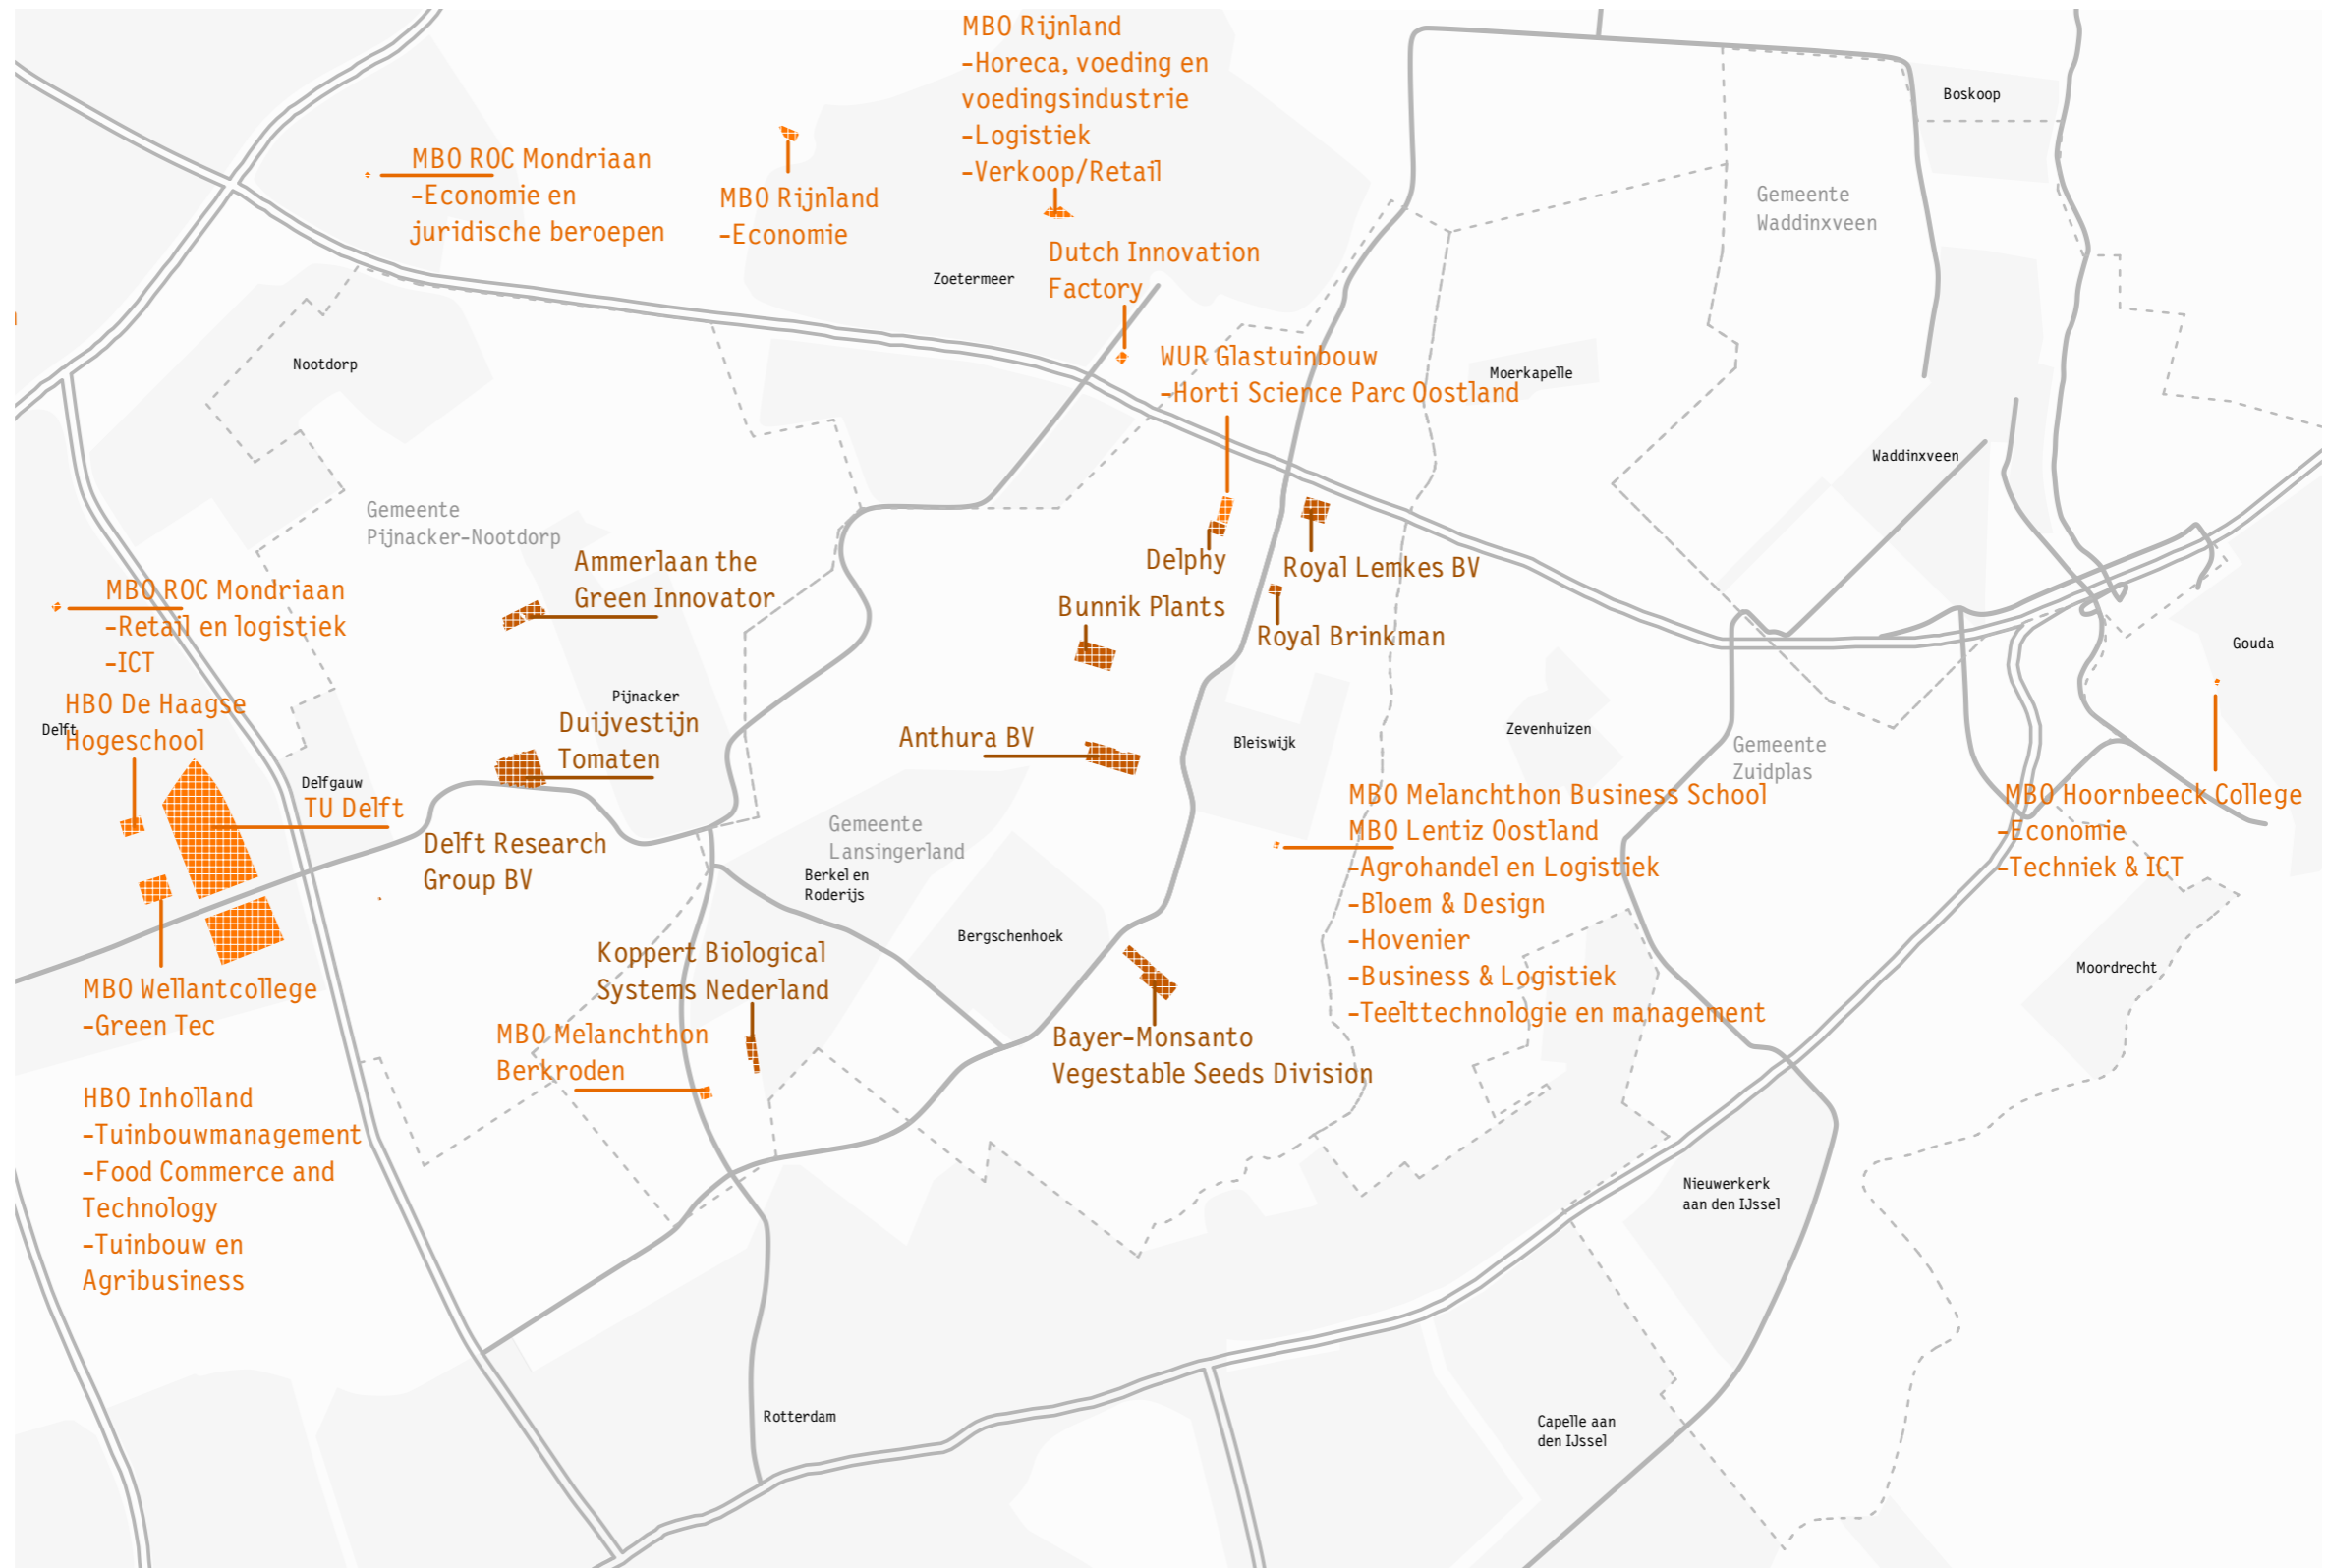 MBO Rijnland
-Horeca, voeding en
voedingsindustrie
-Logistiek
-Verkoop/Retail
Boskoop
MBO ROC Mondriaan
-Economie en
juridische beroepen
MBO Rijnland
-Economie
Gemeente
Waddinxveen
Zoetermeer
Dutch Innovation
Factory
Nootdorp
WUR Glastuinbouw
-Horti Science Parc Oostland
Moerkapelle
Waddinxveen
Gemeente
Pijnacker-Nootdorp
Ammerlaan the
Green Innovator
Delphy
Royal Lemkes BV
MBO ROC Mondriaan
-Retail en logistiek
-ICT
Bunnik Plants
Royal Brinkman
Gouda
HBO De Haagse
Hogeschool
Delft
Pijnacker
Duijvestijn
Tomaten
Anthura BV
Bleiswijk
Zevenhuizen
Gemeente
Zuidplas
Delfgauw
TU Delft
Delft Research
Group BV
Gemeente
Lansingerland
Berkel en
Roderijs
MBO Melanchthon Business School
MBO Lentiz Oostland
-Agrohandel en Logistiek
-Bloem & Design
-Hovenier
-Business & Logistiek
-Teelttechnologie en management
MBO Hoornbeeck College
-Economie
-Techniek & ICT
Bergschenhoek
Moordrecht
Koppert Biological
Systems Nederland
MBO Wellantcollege
-Green Tec
MBO Melanchthon
Berkroden
Bayer-Monsanto
Vegestable Seeds Division
HBO Inholland
-Tuinbouwmanagement
-Food Commerce and
Technology
-Tuinbouw en
Agribusiness
Nieuwerkerk
aan den IJssel
Rotterdam
Capelle aan
den IJssel